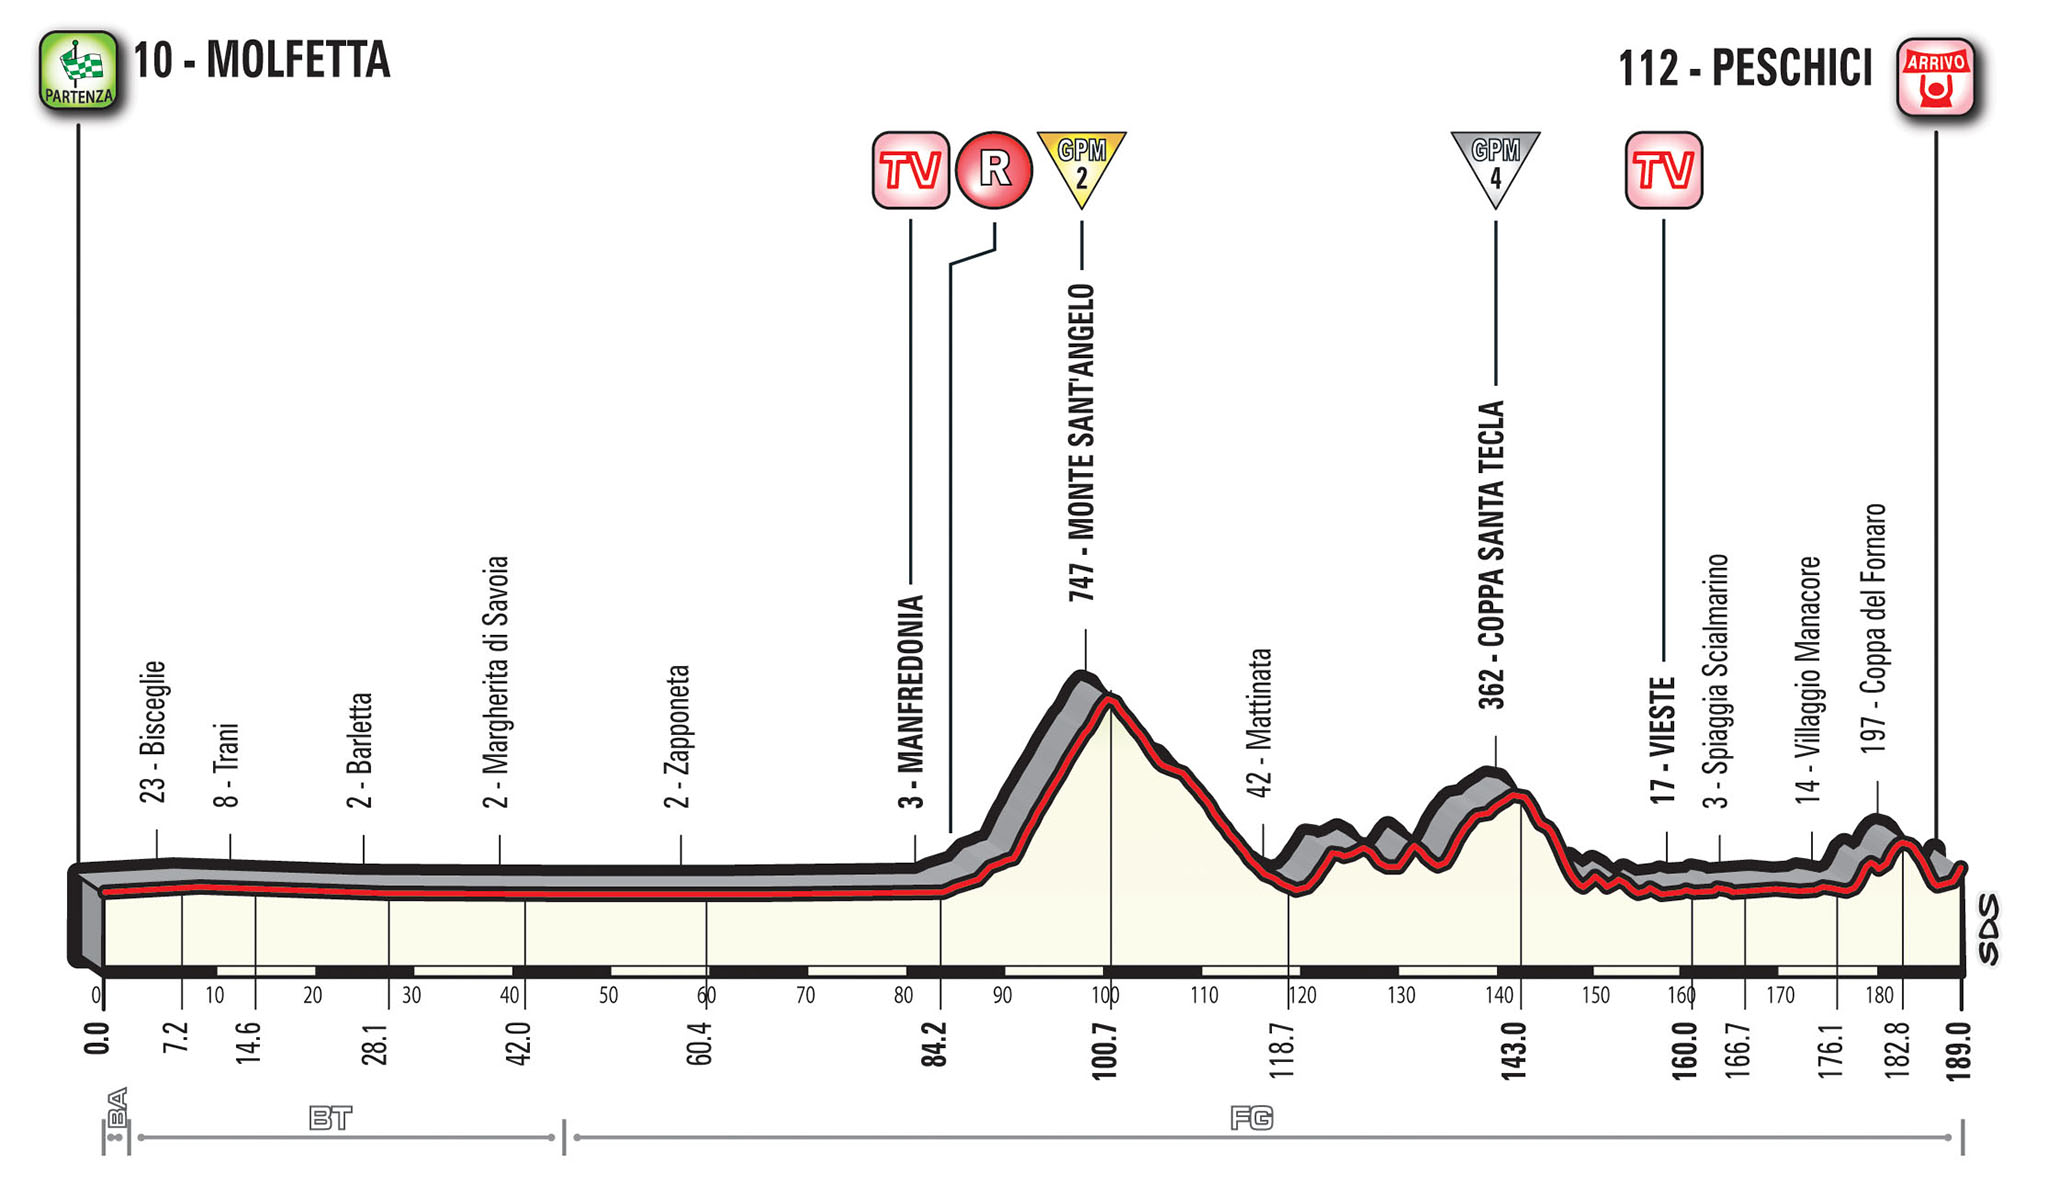 PARTENZA
10 - MOLFETTA
112 - PESCHICI
ARRIVO
TV
R
GPM
2
GPM
4
TV
23 - Bisceglie
8 - Trani
2 - Barletta
2 - Margherita di Savoia
2 - Zapponeta
3 - MANFREDONIA
747 - MONTE SANT'ANGELO
42 - Mattinata
362 - COPPA SANTA TECLA
17 - VIESTE
3 - Spiaggia Scialmarino
14 - Villaggio Manacore
197 - Coppa del Fornaro
SDS
0 10 20 30 40 50 60 70 80 90 100 110 120 130 140 150 160 170 180
0.0 7.2 14.6 28.1 42.0 60.4 84.2 100.7 118.7 143.0 160.0 166.7 176.1 182.8 189.0
BA BT FG